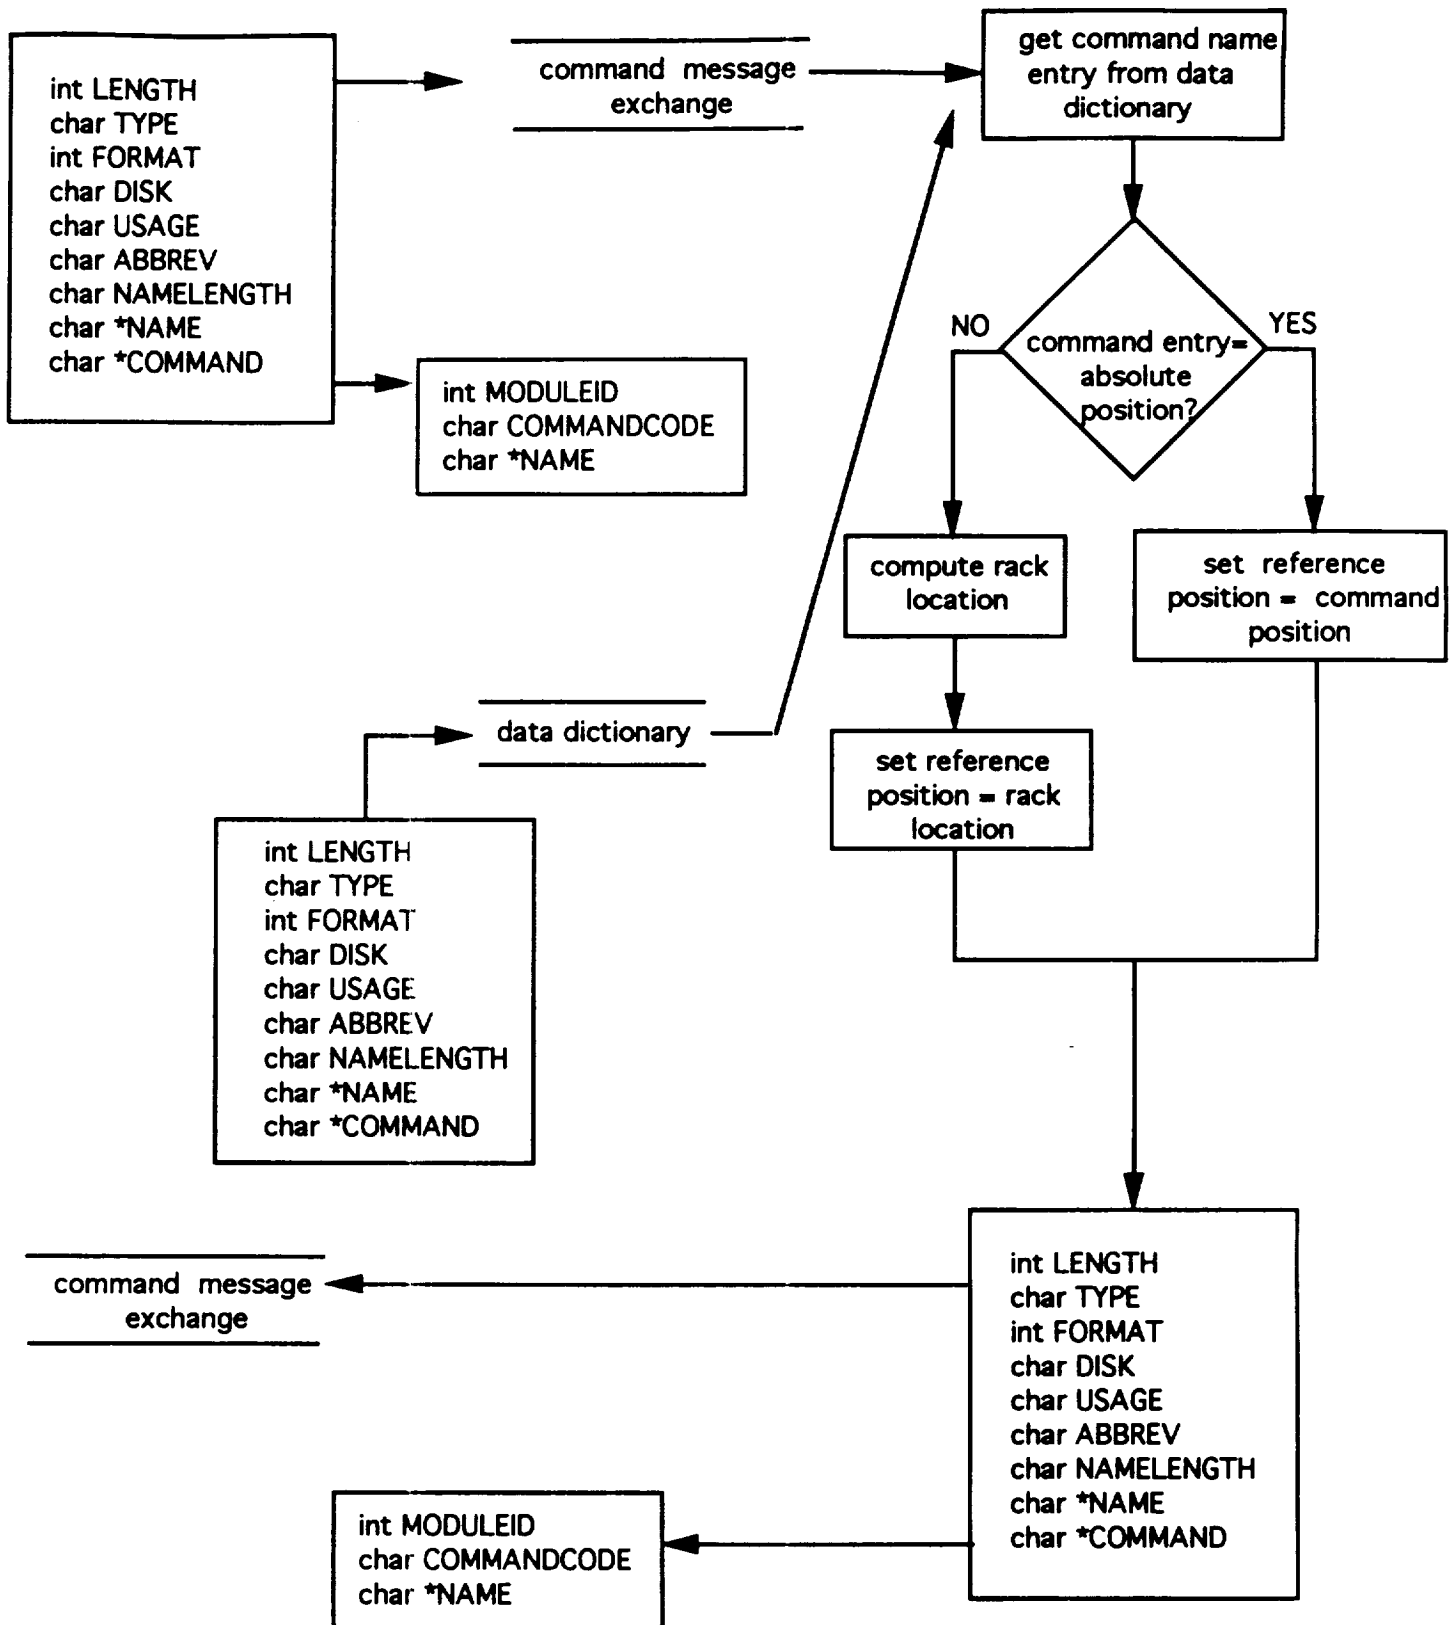 int LENGTH
char TYPE
int FORMAT
char DISK
char USAGE
char ABBREV
char NAMELENGTH
char *NAME
char *COMMAND
command message
exchange
get command name
entry from data
dictionary
int MODULEID
char COMMANDCODE
char *NAME
NO
YES
command entry=
absolute
position?
compute rack
location
set reference
position = command
position
set reference
position = rack
location
data dictionary
int LENGTH
char TYPE
int FORMAT
char DISK
char USAGE
char ABBREV
char NAMELENGTH
char *NAME
char *COMMAND
command message
exchange
int LENGTH
char TYPE
int FORMAT
char DISK
char USAGE
char ABBREV
char NAMELENGTH
char *NAME
char *COMMAND
int MODULEID
char COMMANDCODE
char *NAME